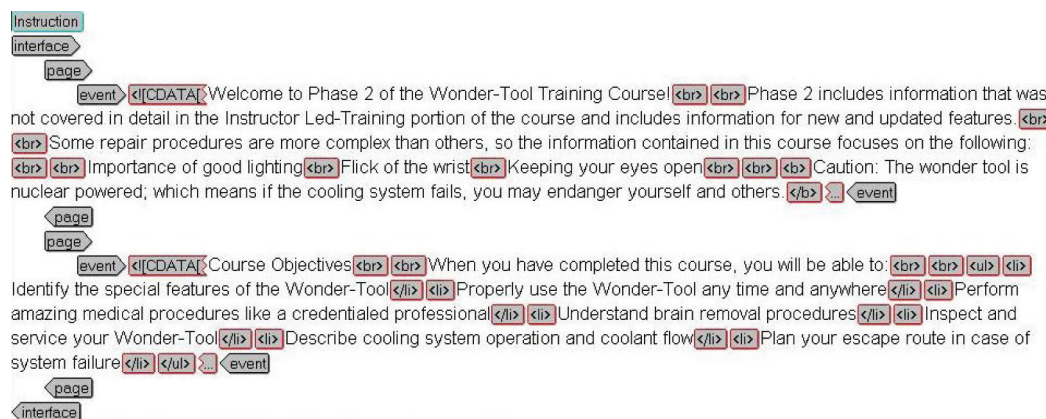 Instruction
interface
page
event <![CDATA[ Welcome to Phase 2 of the Wonder-Tool Training Course! <br> <br> Phase 2 includes information that was
not covered in detail in the Instructor Led-Training portion of the course and includes information for new and updated features. <br>
<br> Some repair procedures are more complex than others, so the information contained in this course focuses on the following:
<br> <br> Importance of good lighting <br> Flick of the wrist <br> Keeping your eyes open <br> <br> <b> Caution: The wonder tool is
nuclear powered; which means if the cooling system fails, you may endanger yourself and others. </b> ... event
page
page
event <![CDATA[ Course Objectives <br> <br> When you have completed this course, you will be able to: <br> <br> <ul> <li>
Identify the special features of the Wonder-Tool </li> <li> Properly use the Wonder-Tool any time and anywhere </li> <li> Perform
amazing medical procedures like a credentialed professional </li> <li> Understand brain removal procedures </li> <li> Inspect and
service your Wonder-Tool </li> <li> Describe cooling system operation and coolant flow </li> <li> Plan your escape route in case of
system failure </li> </ul> ... event
page
interface